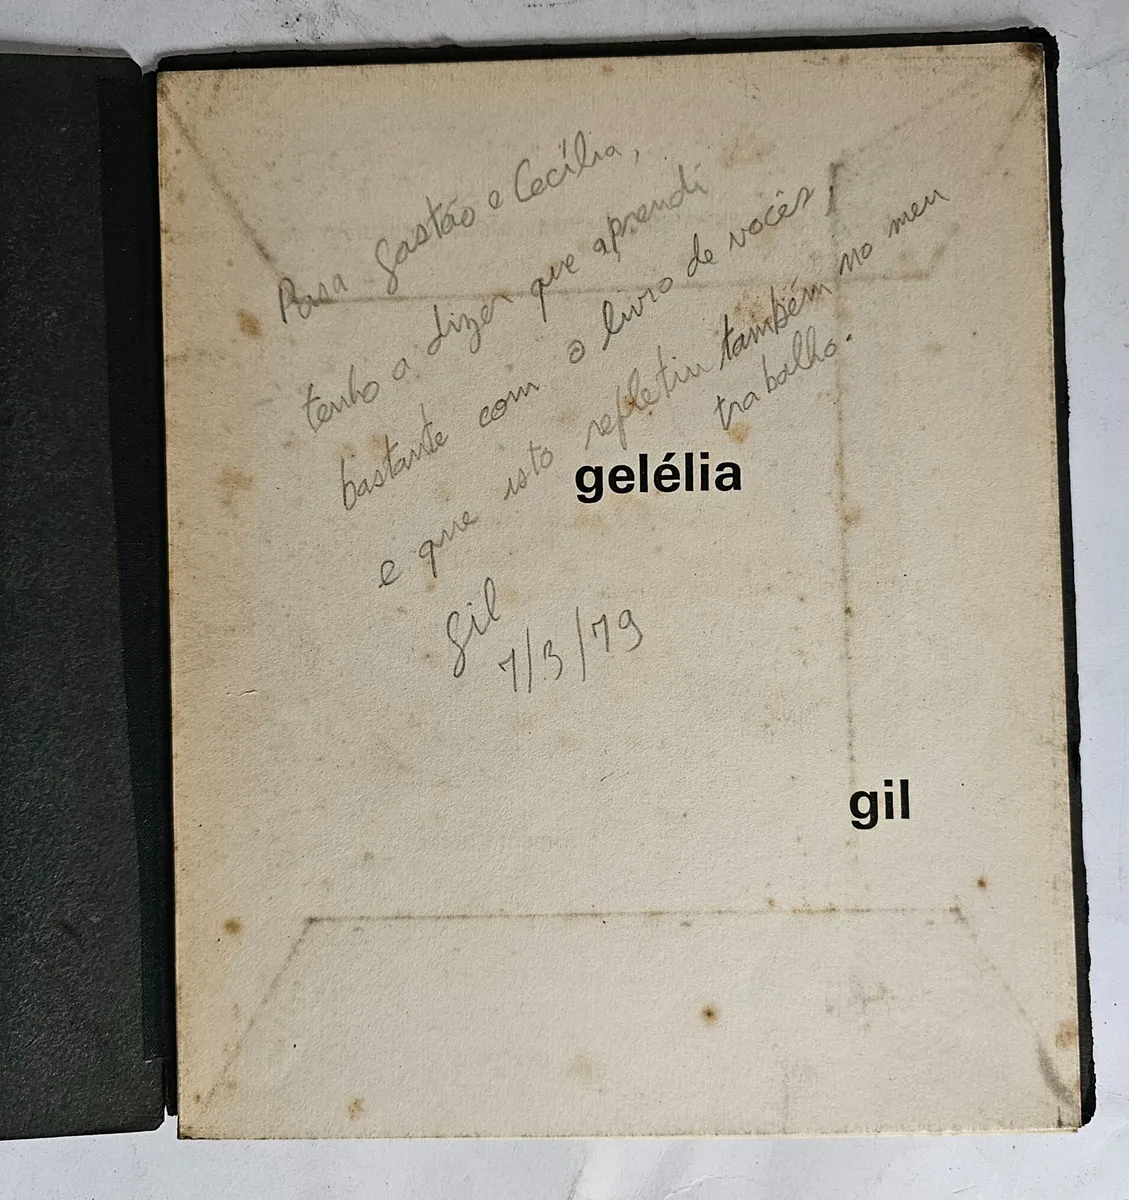 Para Gastão e Cecília,
tenho a dizer que aprendi
bastante com o livro de vocês,
e que isto refletiu também no meu
trabalho.
gelélia
Gil
7/3/79
gil